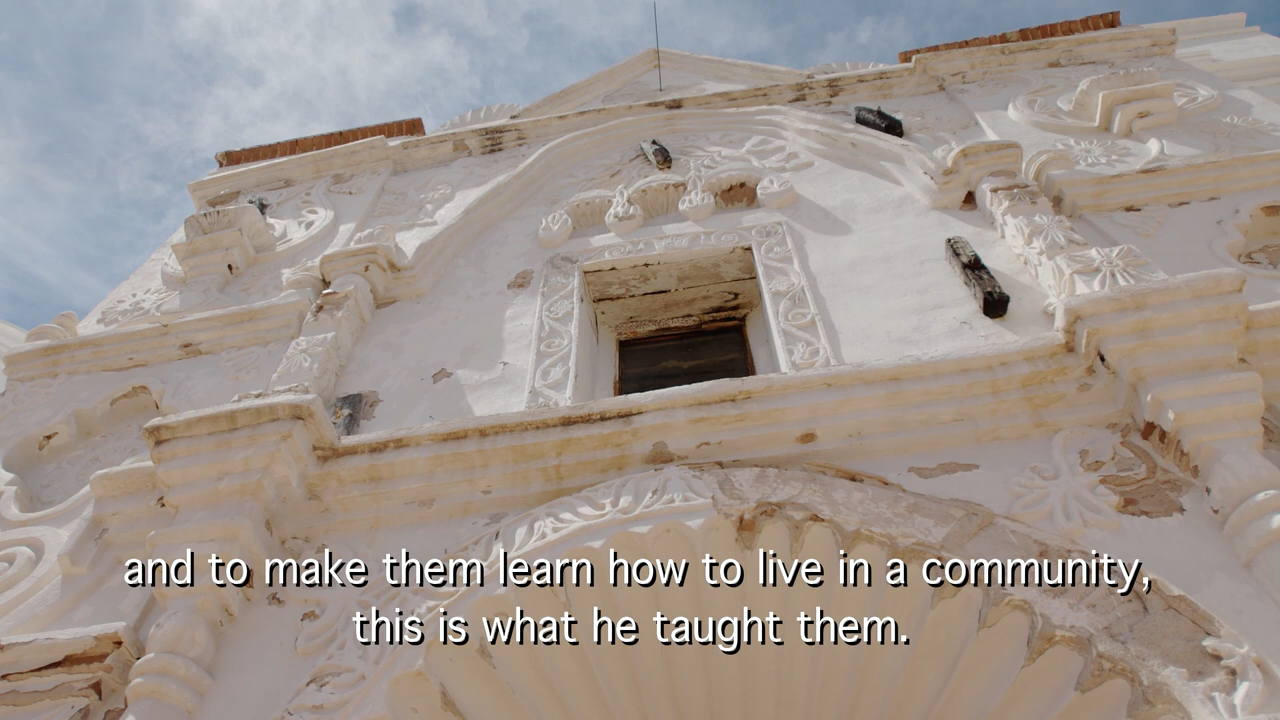 and to make them learn how to live in a community,
this is what he taught them.